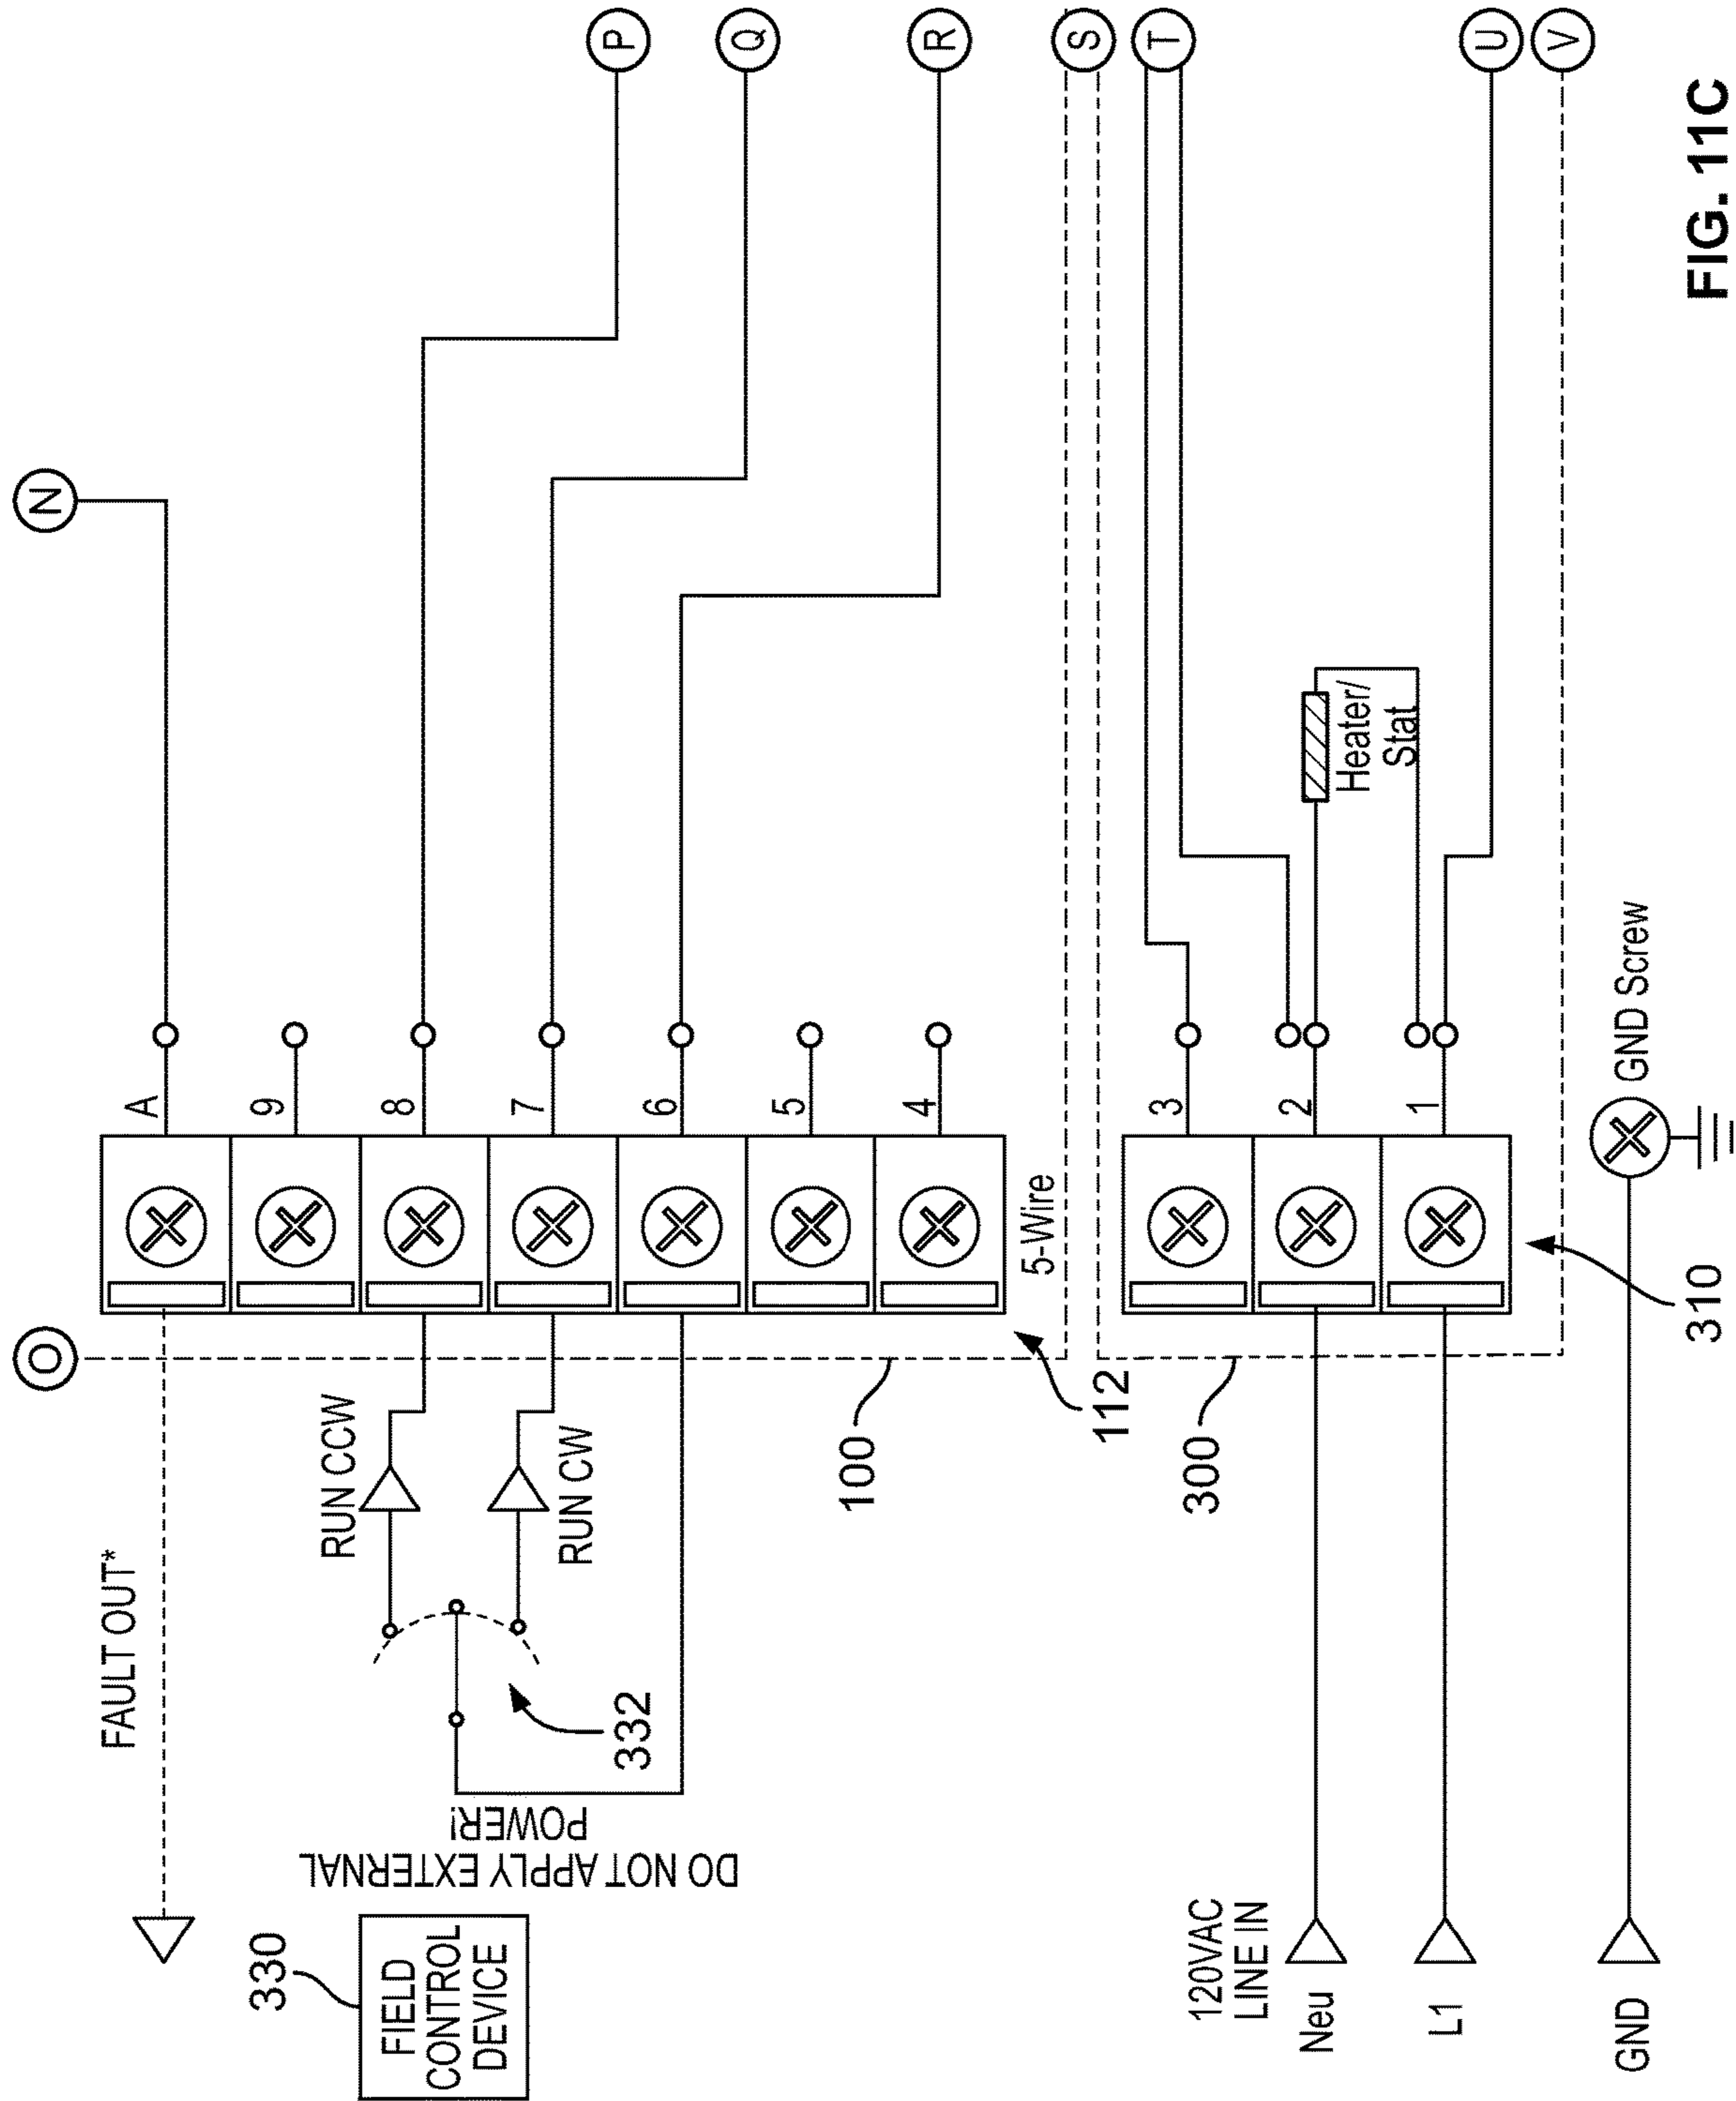 N
O
P
Q
R
S
T
U
V
A
9
8
7
6
5
4
5-Wire
FAULT OUT*
RUN CCW
RUN CW
332
DO NOT APPLY EXTERNAL
POWER!
330
FIELD
CONTROL
DEVICE
100
112
300
3
2
1
Heater/
Stat
310
120VAC
LINE IN
Neu
L1
GND
GND Screw
FIG. 11C